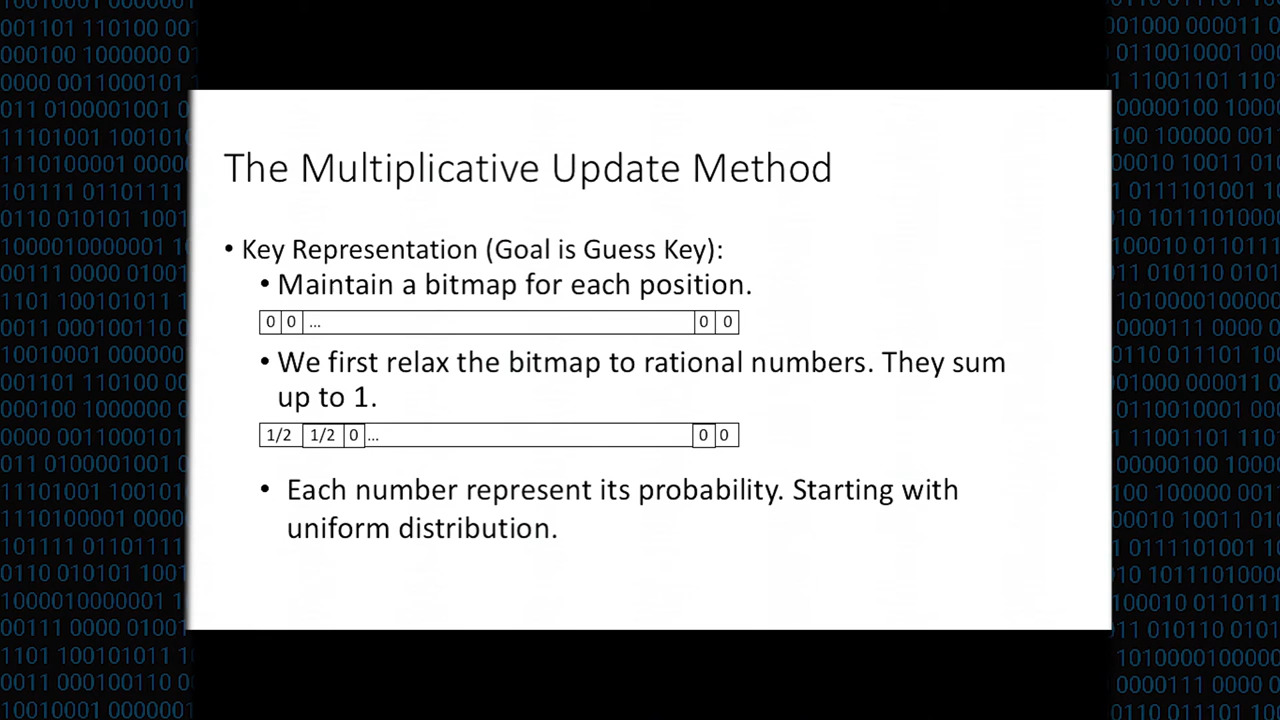 The Multiplicative Update Method
• Key Representation (Goal is Guess Key):
• Maintain a bitmap for each position.
0 0 ... 0 0
• We first relax the bitmap to rational numbers. They sum
up to 1.
1/2 1/2 0 ... 0 0
• Each number represent its probability. Starting with
uniform distribution.